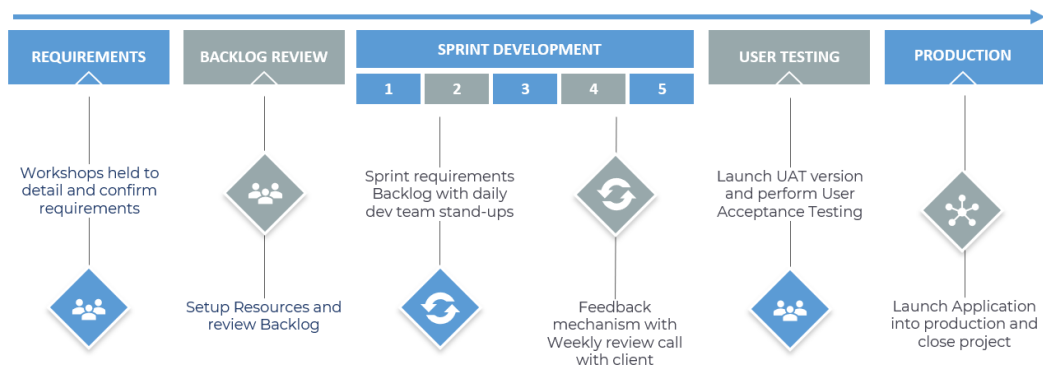 REQUIREMENTS
BACKLOG REVIEW
SPRINT DEVELOPMENT
1
2
3
4
5
USER TESTING
PRODUCTION
Workshops held to
detail and confirm
requirements
Setup Resources and
review Backlog
Sprint requirements
Backlog with daily
dev team stand-ups
Feedback
mechanism with
Weekly review call
with client
Launch UAT version
and perform User
Acceptance Testing
Launch Application
into production and
close project